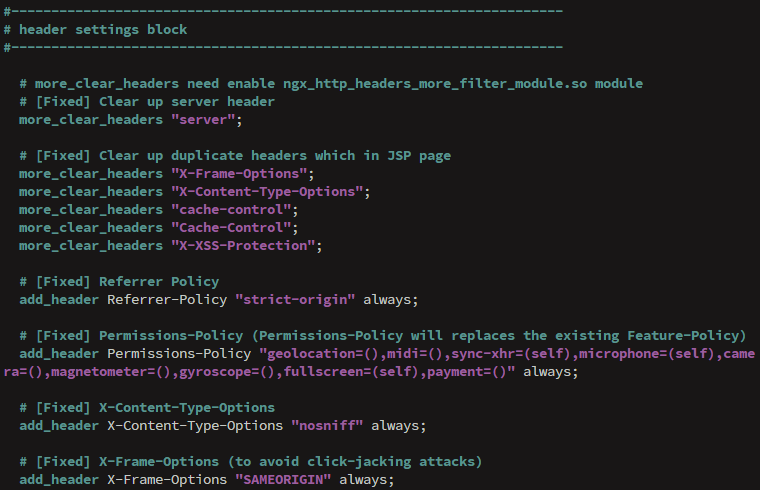 #---------------------------------------------------------------------
# header settings block
#---------------------------------------------------------------------
# more_clear_headers need enable ngx_http_headers_more_filter_module.so module
# [Fixed] Clear up server header
more_clear_headers "server";
# [Fixed] Clear up duplicate headers which in JSP page
more_clear_headers "X-Frame-Options";
more_clear_headers "X-Content-Type-Options";
more_clear_headers "cache-control";
more_clear_headers "Cache-Control";
more_clear_headers "X-XSS-Protection";
# [Fixed] Referrer Policy
add_header Referrer-Policy "strict-origin" always;
# [Fixed] Permissions-Policy (Permissions-Policy will replaces the existing Feature-Policy)
add_header Permissions-Policy "geolocation=(),midi=(),sync-xhr=(self),microphone=(self),came
ra=(),magnetometer=(),gyroscope=(),fullscreen=(self),payment=()" always;
# [Fixed] X-Content-Type-Options
add_header X-Content-Type-Options "nosniff" always;
# [Fixed] X-Frame-Options (to avoid click-jacking attacks)
add_header X-Frame-Options "SAMEORIGIN" always;